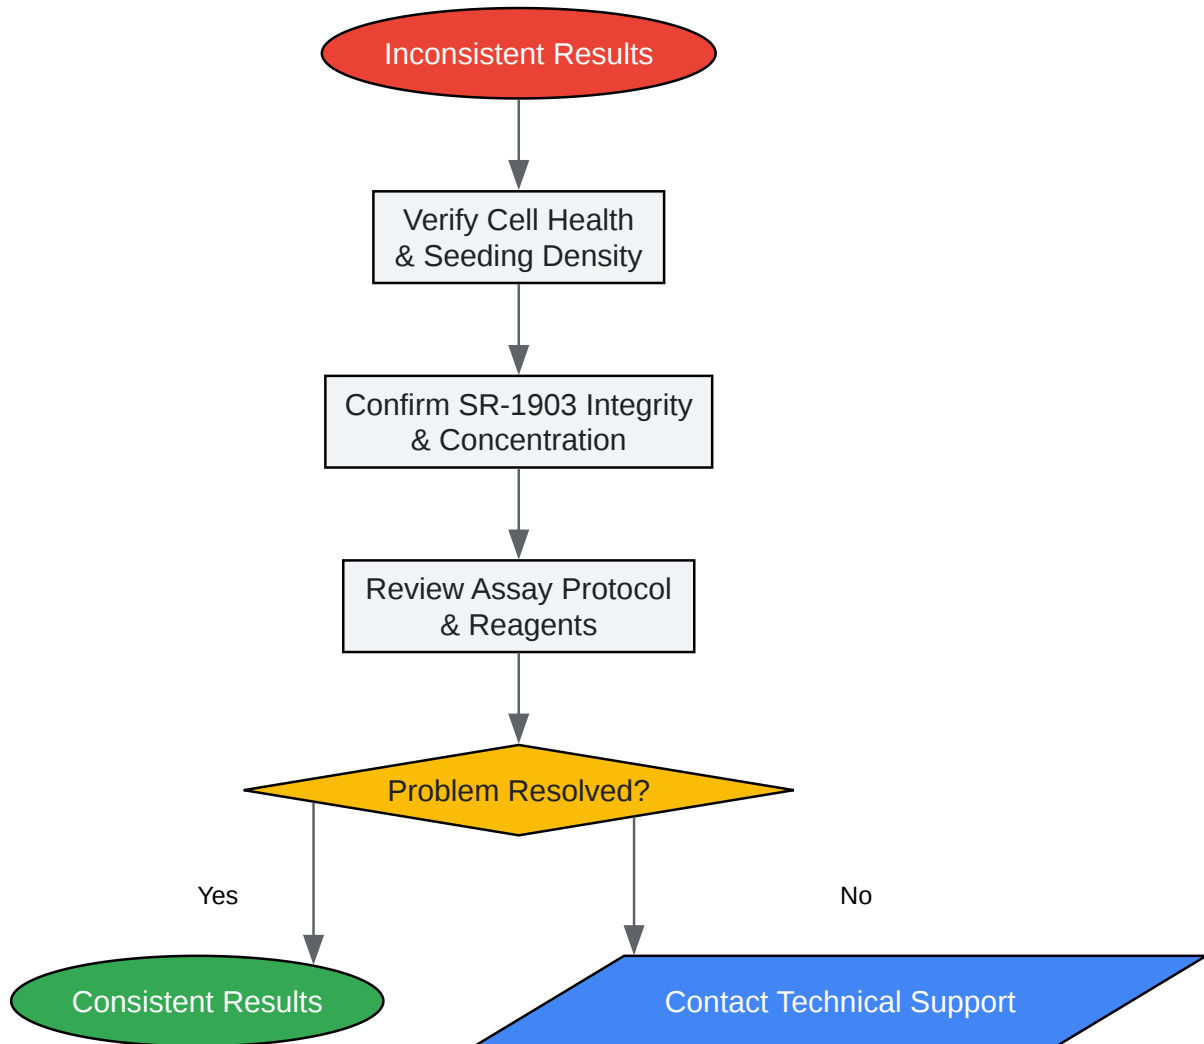 Inconsistent Results
Verify Cell Health
& Seeding Density
Confirm SR-1903 Integrity
& Concentration
Review Assay Protocol
& Reagents
Problem Resolved?
Yes
No
Consistent Results
Contact Technical Support